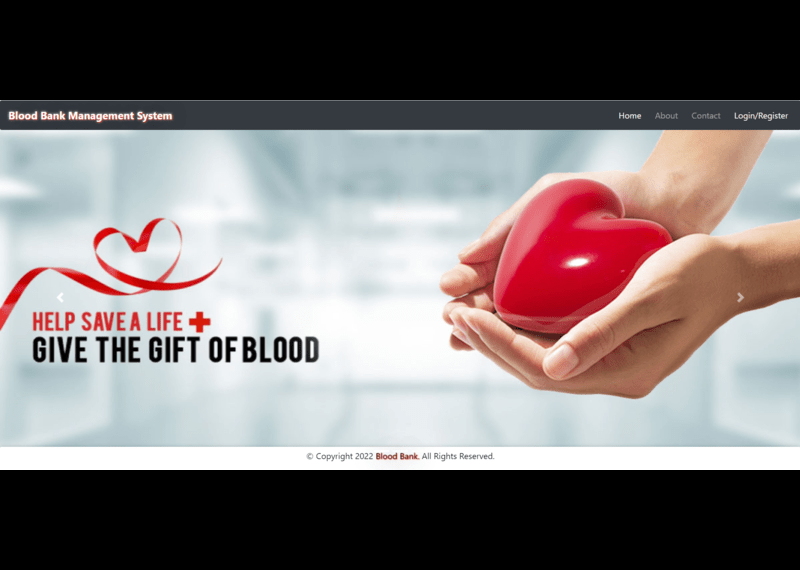 Blood Bank Management System
Home About Contact Login/Register
HELP SAVE A LIFE
GIVE THE GIFT OF BLOOD
© Copyright 2022 Blood Bank. All Rights Reserved.